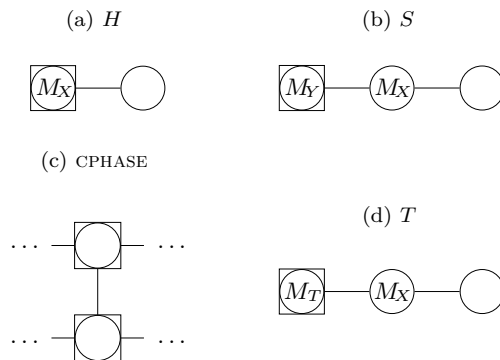 (a) H
(b) S
M_X
M_Y M_X
(c) CPHASE
(d) T
... ...
M_T M_X
... ...